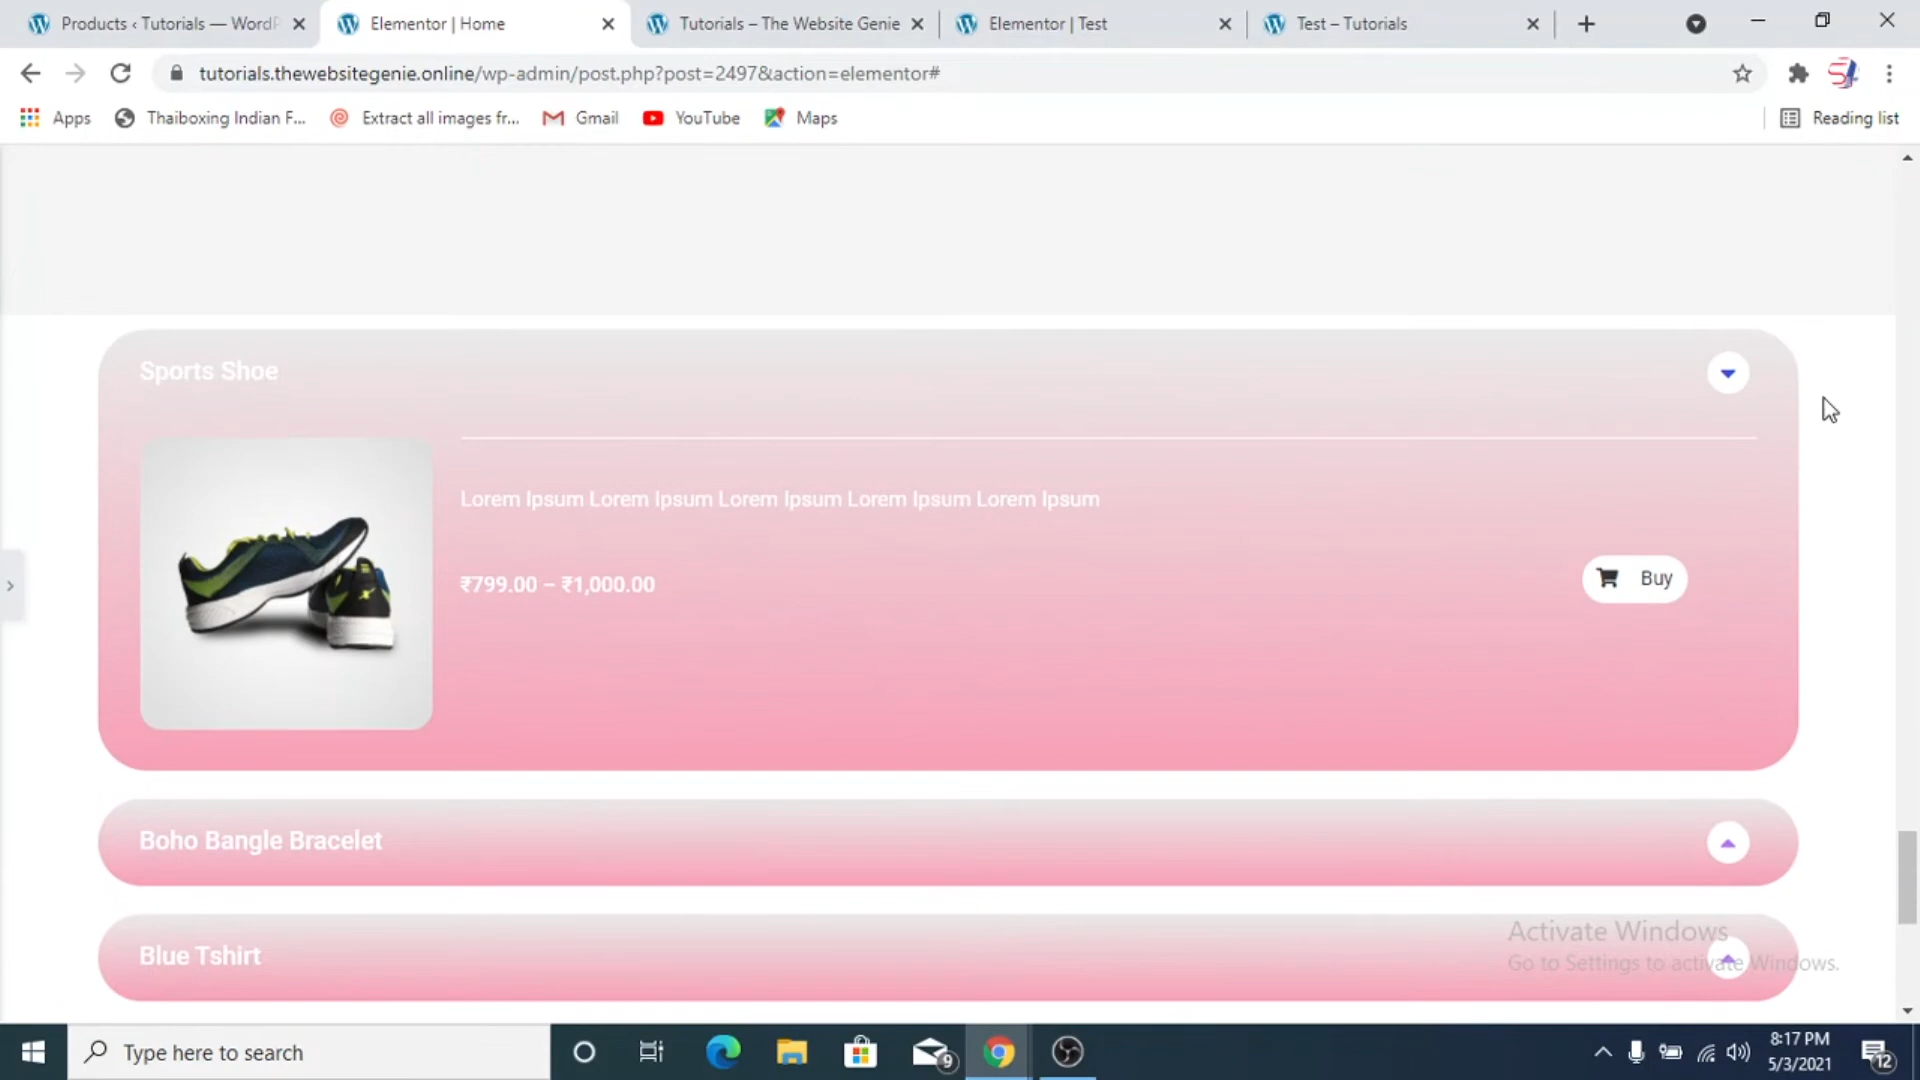 Products ‹ Tutorials — WordP
Elementor | Home
Tutorials – The Website Genie
Elementor | Test
Test – Tutorials
tutorials.thewebsitegenie.online/wp-admin/post.php?post=2497&action=elementor#
Apps
Thaiboxing Indian F...
Extract all images fr...
Gmail
YouTube
Maps
Reading list
Sports Shoe
Lorem Ipsum Lorem Ipsum Lorem Ipsum Lorem Ipsum Lorem Ipsum
₹799.00 – ₹1,000.00
Buy
Boho Bangle Bracelet
Blue Tshirt
Activate Windows
Go to Settings to activate Windows.
Type here to search
9
8:17 PM
5/3/2021
12